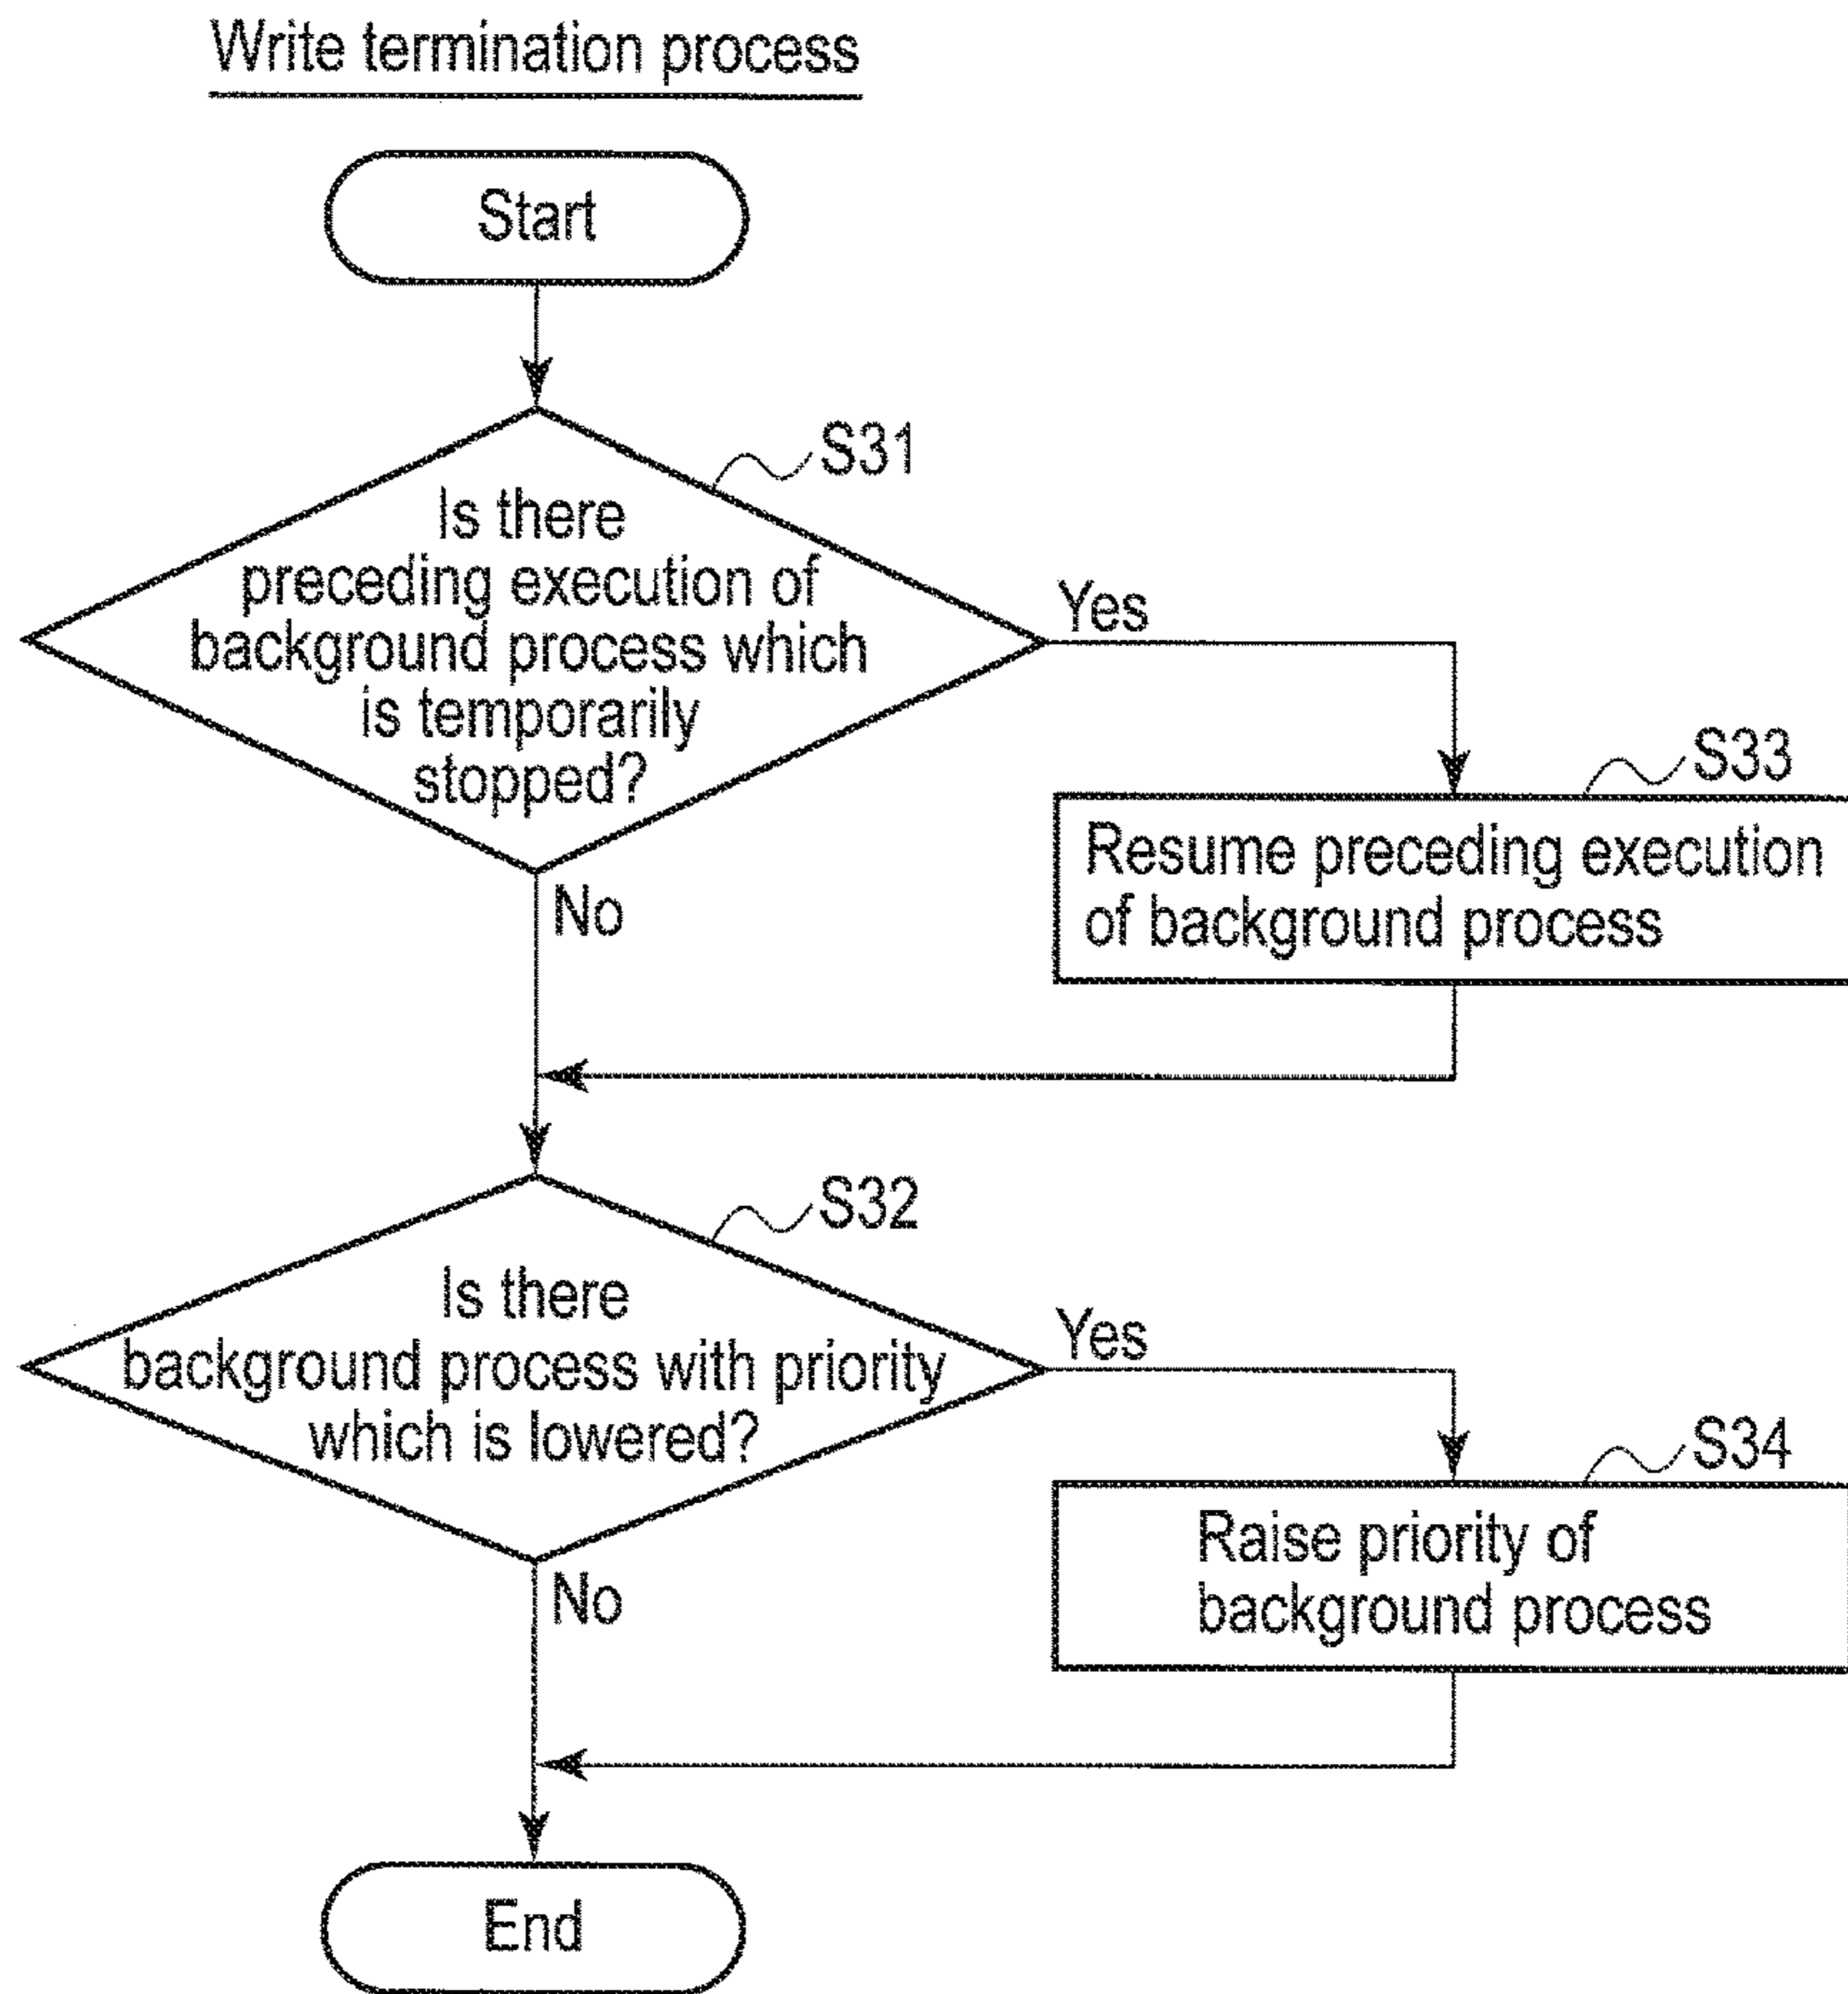 Write termination process
Start
S31
Is there
preceding execution of
background process which
is temporarily
stopped?
Yes
No
S33
Resume preceding execution
of background process
S32
Is there
background process with priority
which is lowered?
Yes
No
S34
Raise priority of
background process
End